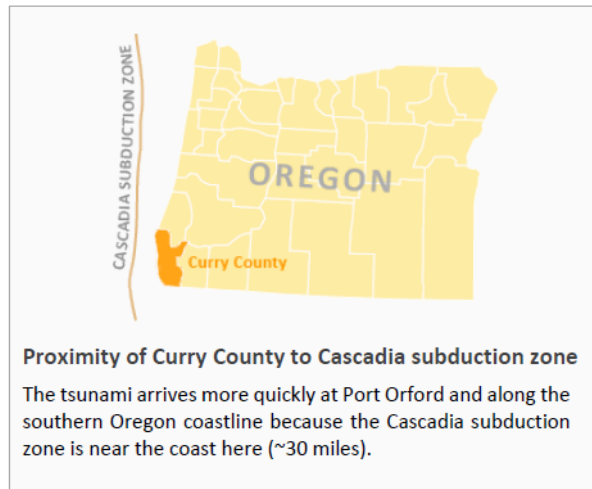 CASCADIA SUBDUCTION ZONE
OREGON
Curry County
Proximity of Curry County to Cascadia subduction zone
The tsunami arrives more quickly at Port Orford and along the
southern Oregon coastline because the Cascadia subduction
zone is near the coast here (~30 miles).